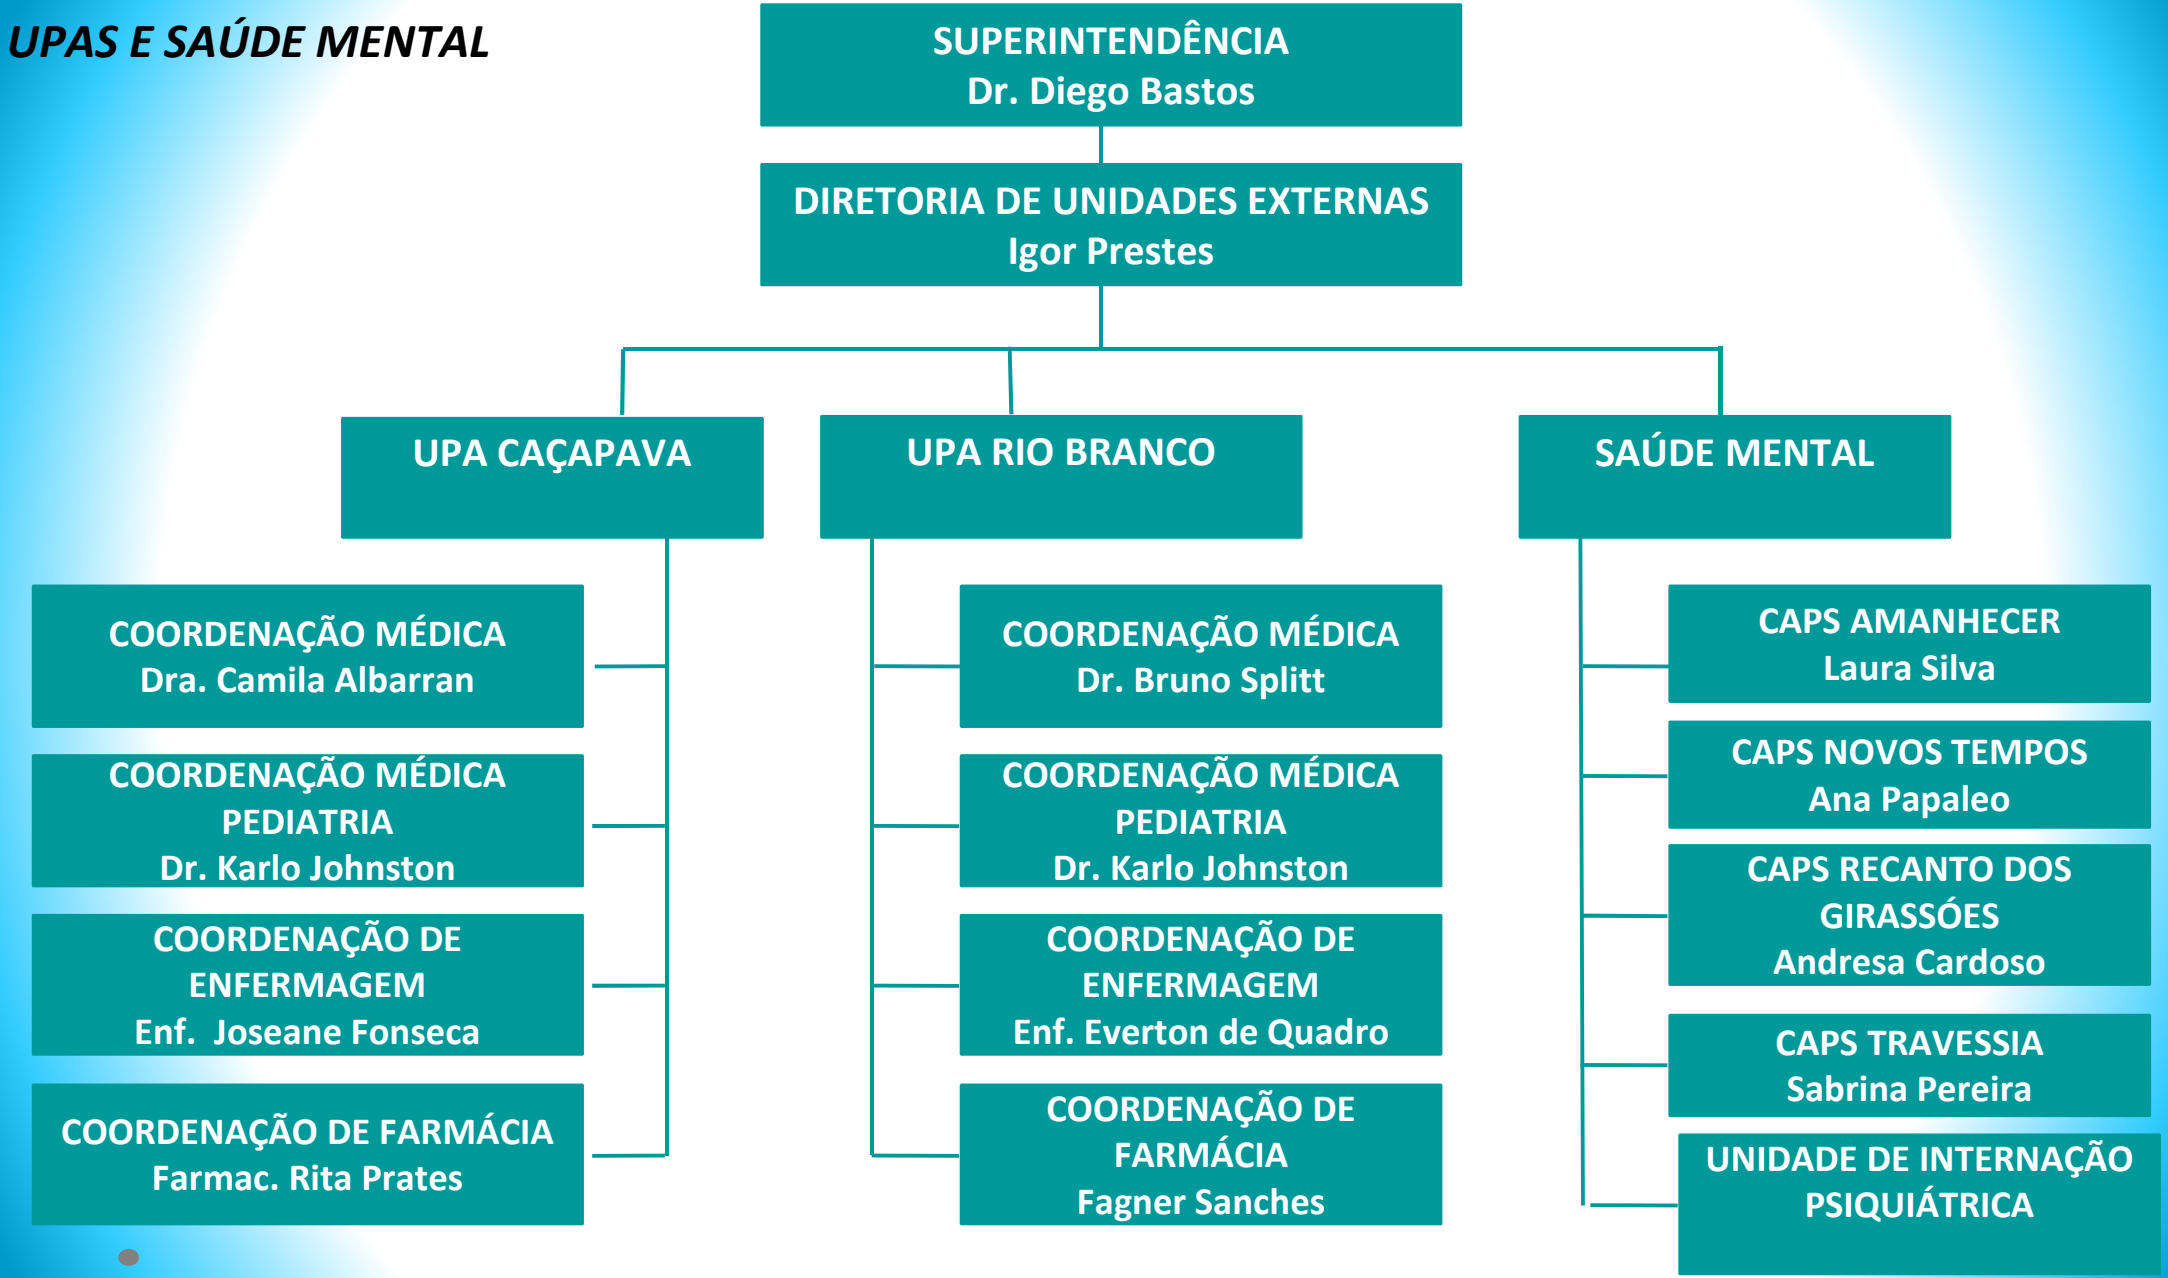 UPAS E SAÚDE MENTAL
SUPERINTENDÊNCIA
Dr. Diego Bastos
DIRETORIA DE UNIDADES EXTERNAS
Igor Prestes
UPA CAÇAPAVA
UPA RIO BRANCO
SAÚDE MENTAL
COORDENAÇÃO MÉDICA
Dra. Camila Albarran
COORDENAÇÃO MÉDICA
PEDIATRIA
Dr. Karlo Johnston
COORDENAÇÃO DE
ENFERMAGEM
Enf.  Joseane Fonseca
COORDENAÇÃO DE FARMÁCIA
Farmac. Rita Prates
COORDENAÇÃO MÉDICA
Dr. Bruno Splitt
COORDENAÇÃO MÉDICA
PEDIATRIA
Dr. Karlo Johnston
COORDENAÇÃO DE
ENFERMAGEM
Enf. Everton de Quadro
COORDENAÇÃO DE
FARMÁCIA
Fagner Sanches
CAPS AMANHECER
Laura Silva
CAPS NOVOS TEMPOS
Ana Papaleo
CAPS RECANTO DOS
GIRASSÓES
Andresa Cardoso
CAPS TRAVESSIA
Sabrina Pereira
UNIDADE DE INTERNAÇÃO
PSIQUIÁTRICA